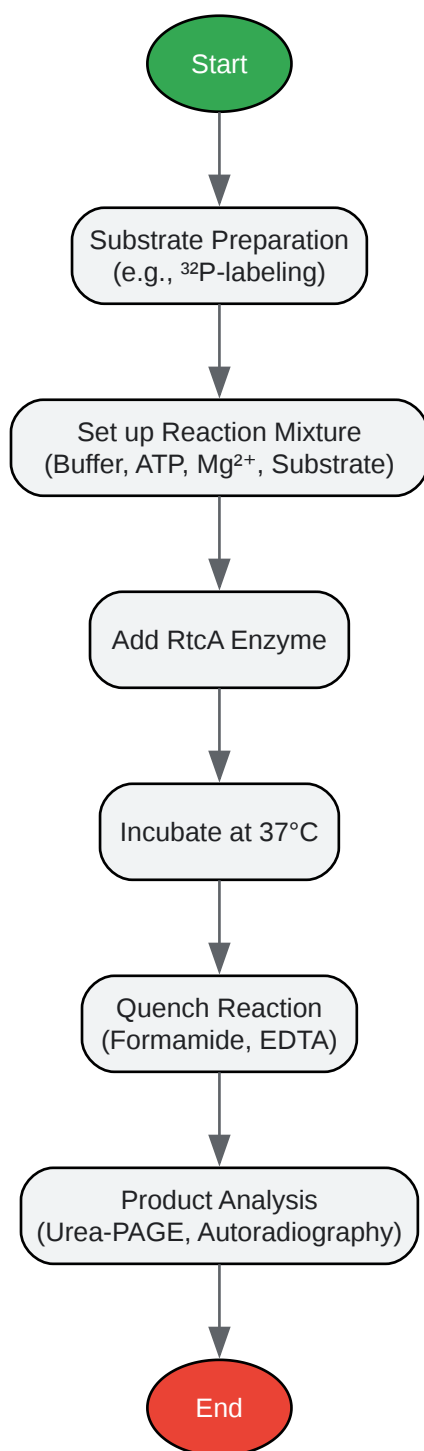 Start
Substrate Preparation
(e.g., ³²P-labeling)
Set up Reaction Mixture
(Buffer, ATP, Mg²⁺, Substrate)
Add RtcA Enzyme
Incubate at 37°C
Quench Reaction
(Formamide, EDTA)
Product Analysis
(Urea-PAGE, Autoradiography)
End